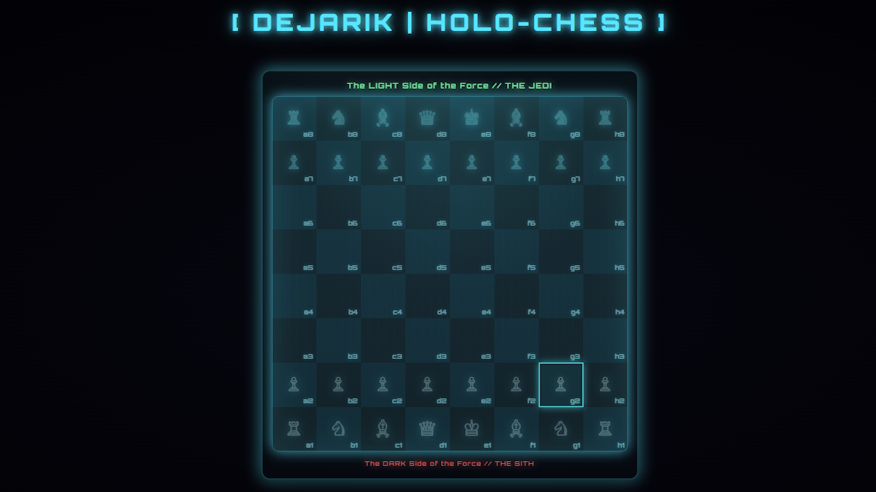 [ DEJARIK | HOLO-CHESS ]
The LIGHT Side of the Force // THE JEDI
a8 b8 c8 d8 e8 f8 g8 h8
a7 b7 c7 d7 e7 f7 g7 h7
a6 b6 c6 d6 e6 f6 g6 h6
a5 b5 c5 d5 e5 f5 g5 h5
a4 b4 c4 d4 e4 f4 g4 h4
a3 b3 c3 d3 e3 f3 g3 h3
a2 b2 c2 d2 e2 f2 g2 h2
a1 b1 c1 d1 e1 f1 g1 h1
The DARK Side of the Force // THE SITH